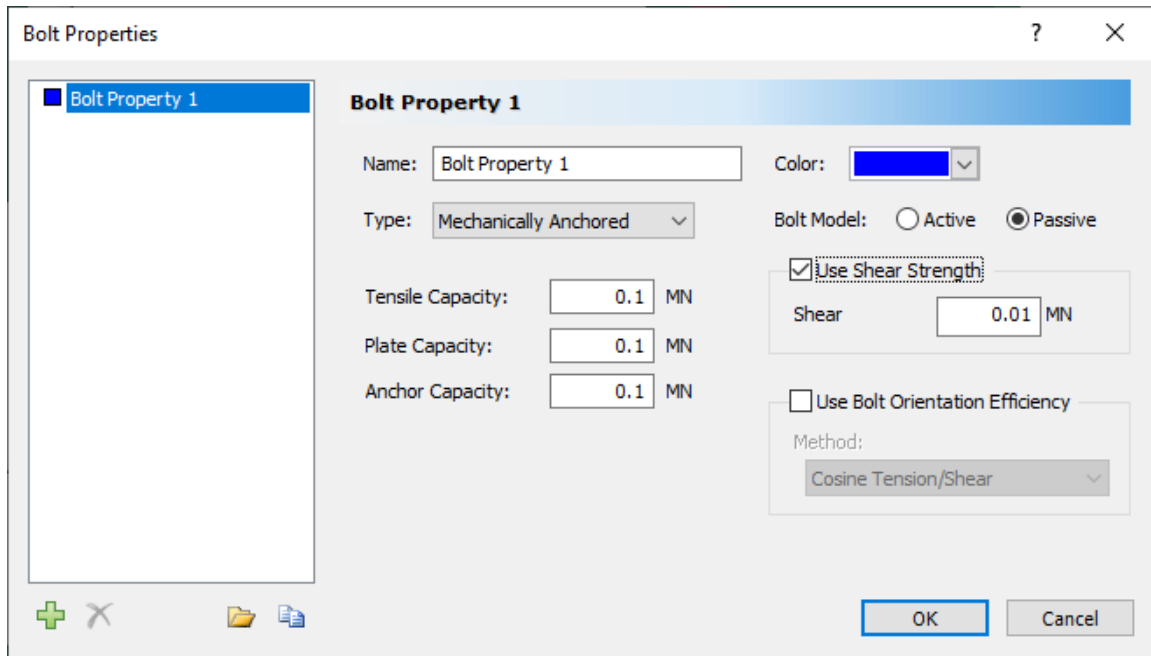 Bolt Properties
?
Bolt Property 1
Bolt Property 1
Name: Bolt Property 1 Color:
Type: Mechanically Anchored Bolt Model: Active Passive
Use Shear Strength
Tensile Capacity: 0.1 MN
Shear 0.01 MN
Plate Capacity: 0.1 MN
Anchor Capacity: 0.1 MN
Use Bolt Orientation Efficiency
Method:
Cosine Tension/Shear
OK Cancel